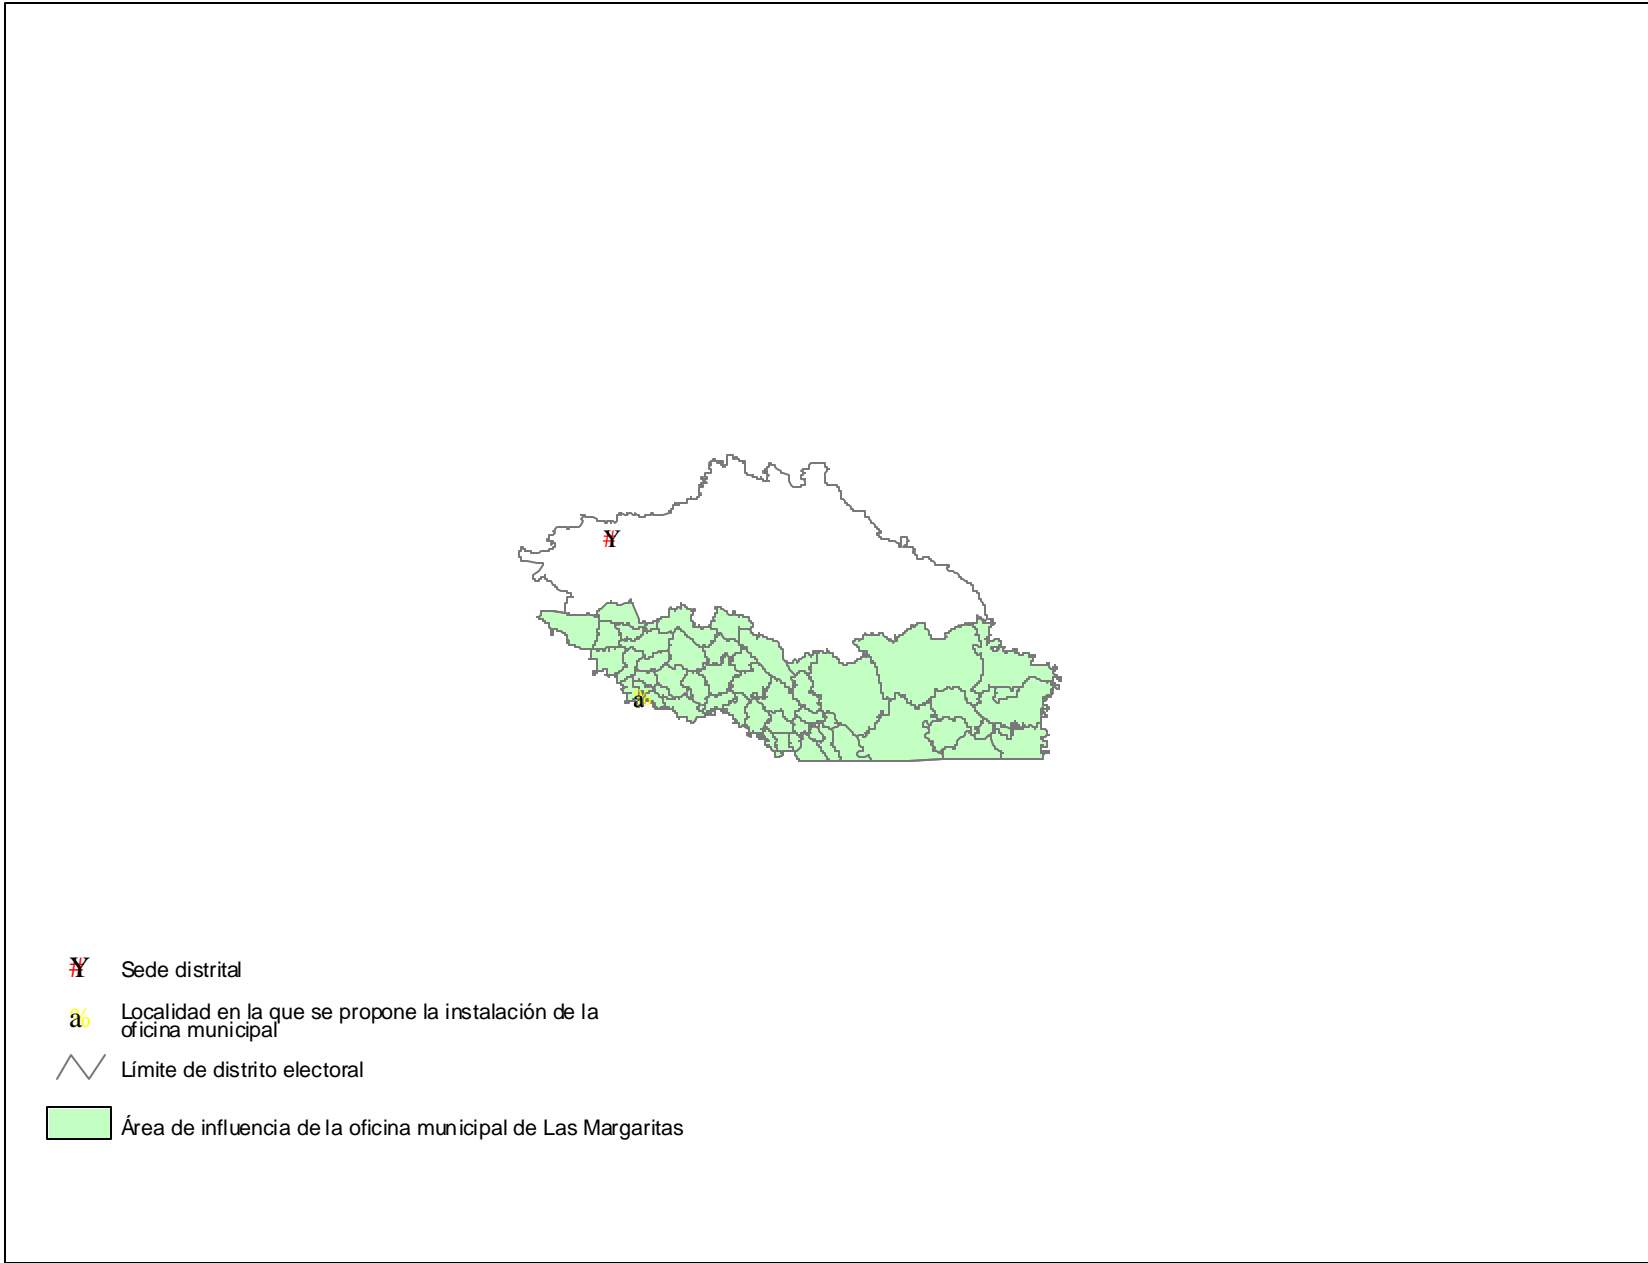 Sede distrital
Localidad en la que se propone la instalación de la
oficina municipal
Límite de distrito electoral
Área de influencia de la oficina municipal de Las Margaritas